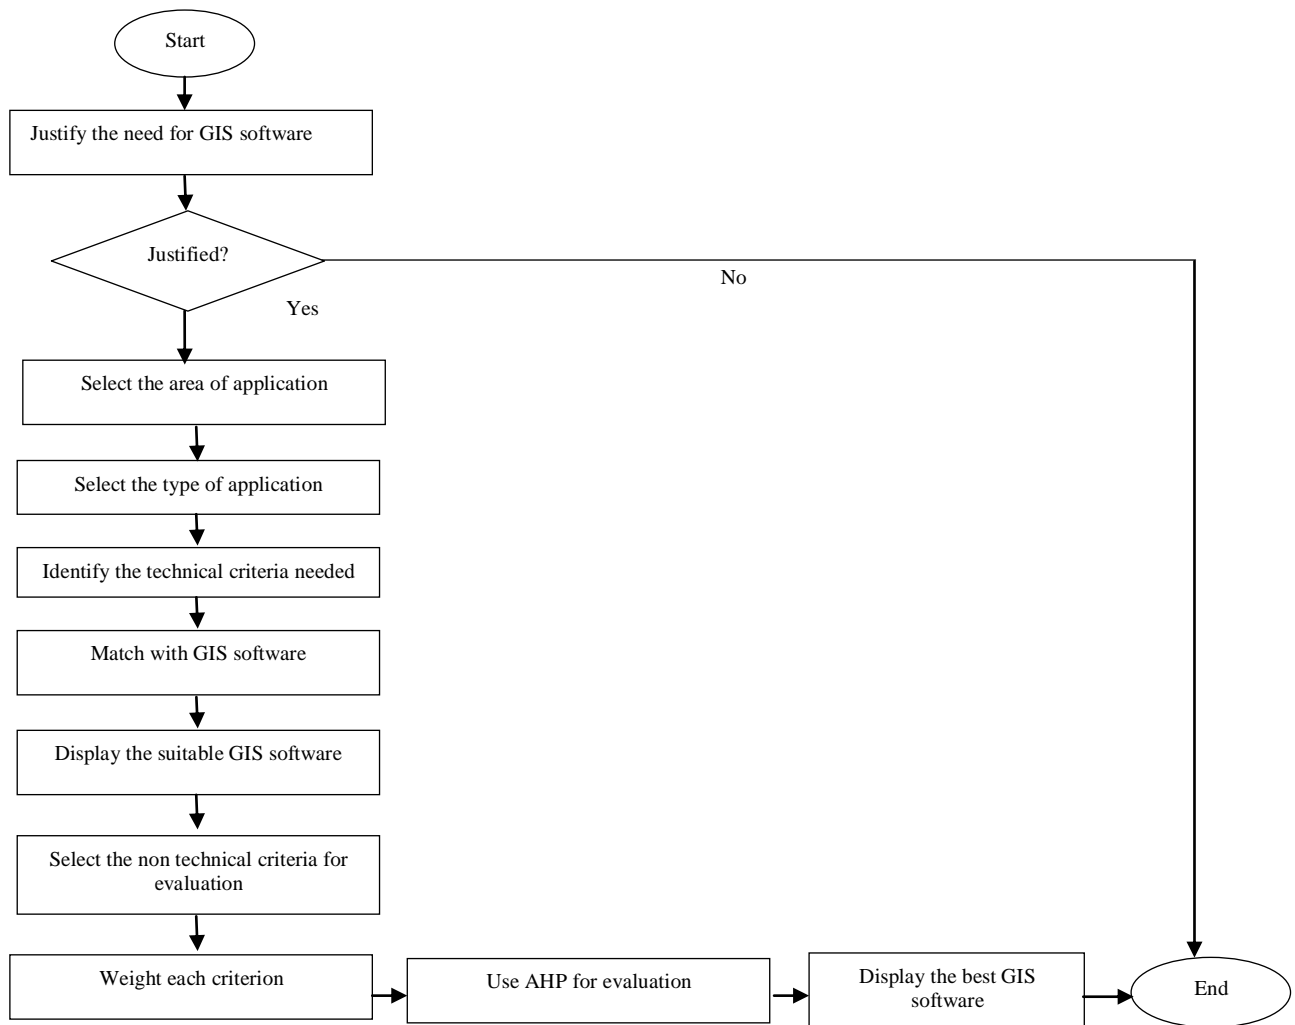 Start
Justify the need for GIS software
Justified?
No
Yes
Select the area of application
Select the type of application
Identify the technical criteria needed
Match with GIS software
Display the suitable GIS software
Select the non technical criteria for
evaluation
Weight each criterion
Use AHP for evaluation
Display the best GIS
software
End